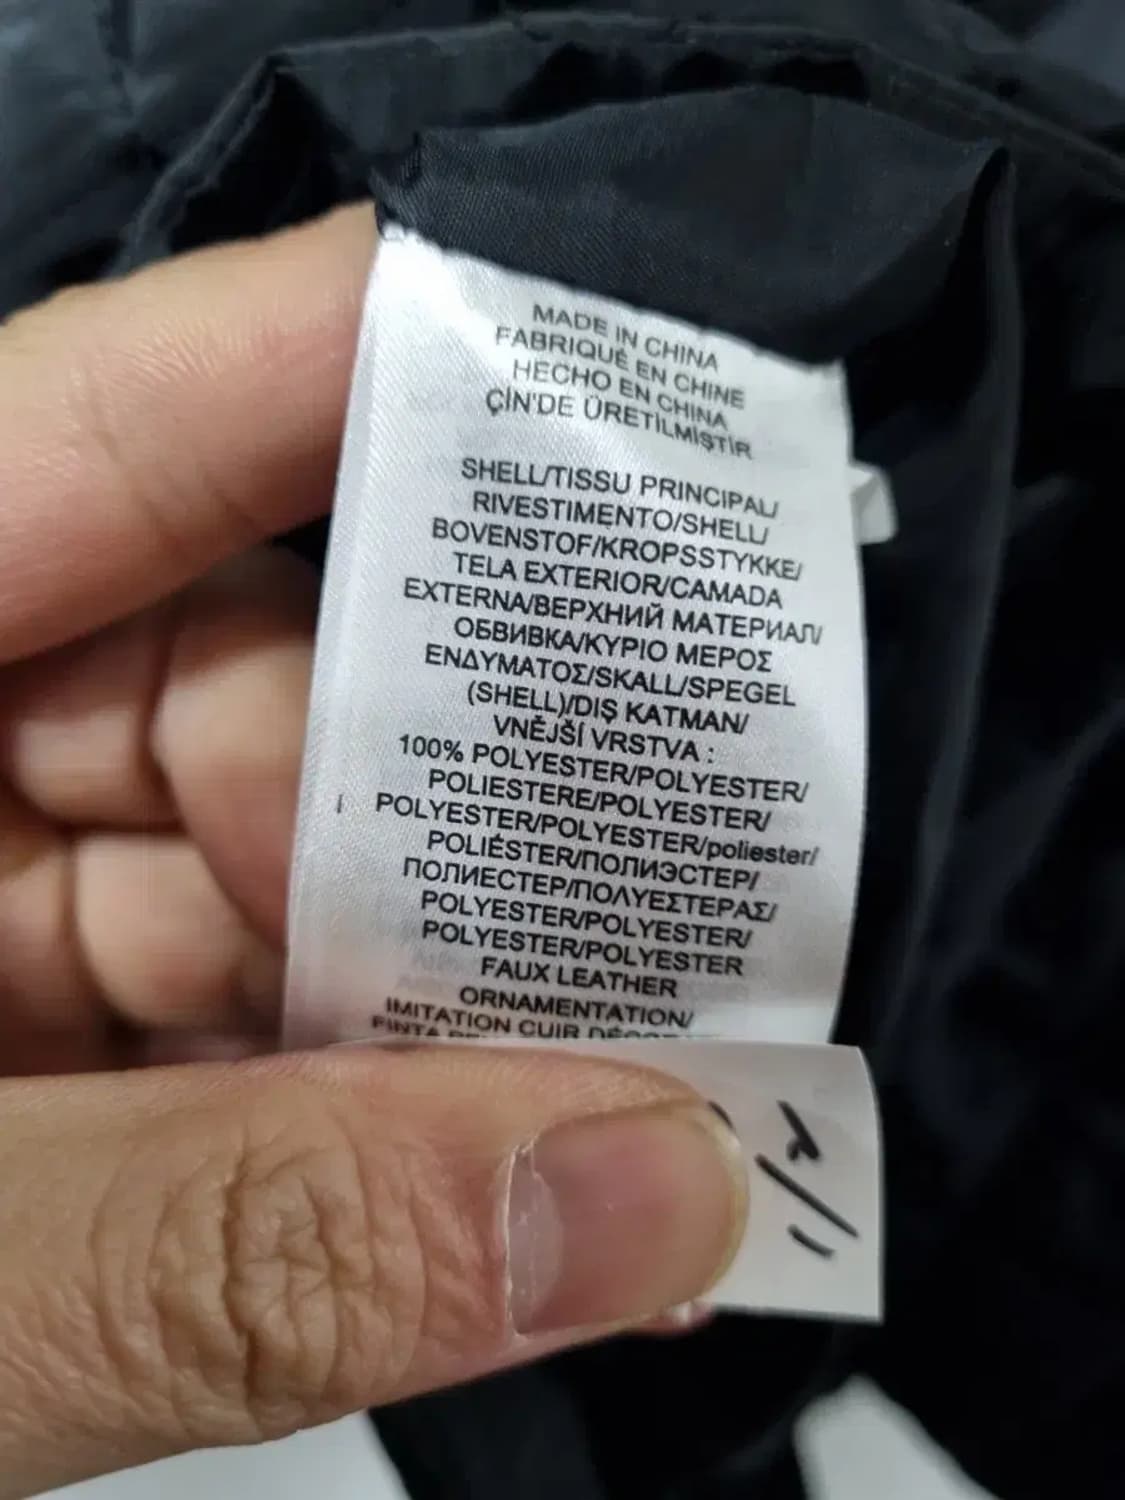 MADE IN CHINA
FABRIQUÉ EN CHINE
HECHO EN CHINA
ÇİN'DE ÜRETİLMİŞTİR
SHELL/TISSU PRINCIPAL/
RIVESTIMENTO/SHELL/
BOVENSTOF/KROPSSTYKKE/
TELA EXTERIOR/CAMADA
EXTERNA/ВЕРХНИЙ МАТЕРИАЛ/
ОБВИВКА/ΚΥΡΙΟ ΜΕΡΟΣ
ΕΝΔΥΜΑΤΟΣ/SKALL/SPEGEL
(SHELL)/DIŞ KATMAN/
VNĚJŠÍ VRSTVA :
100% POLYESTER/POLYESTER/
POLIESTERE/POLYESTER/
POLYESTER/POLYESTER/poliester/
POLIÉSTER/ПОЛИЭСТЕР/
ПОЛИЕСТЕР/ΠΟΛΥΕΣΤΕΡΑΣ/
POLYESTER/POLYESTER/
POLYESTER/POLYESTER
FAUX LEATHER
ORNAMENTATION/
IMITATION CUIR
FINTA